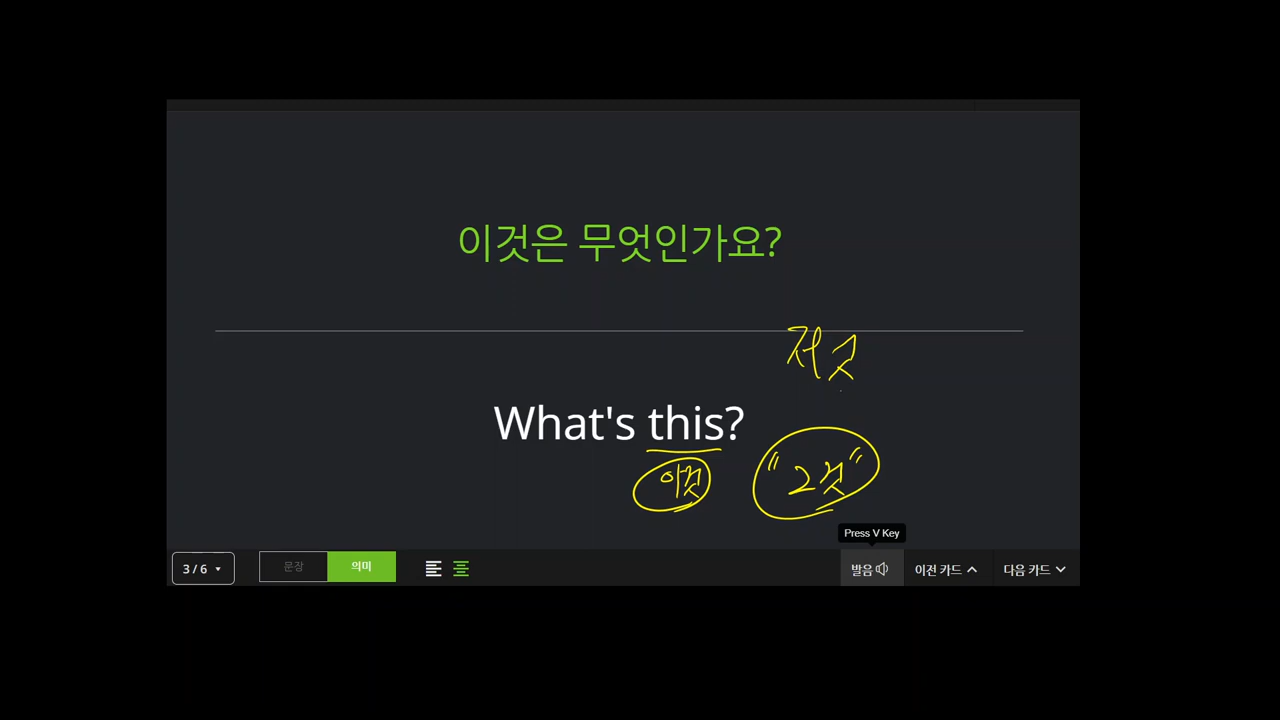 이것은 무엇인가요?
저것
What's this?
이것 "그것"
Press V Key
3 / 6 문장 의미 발음 이전 카드 다음 카드